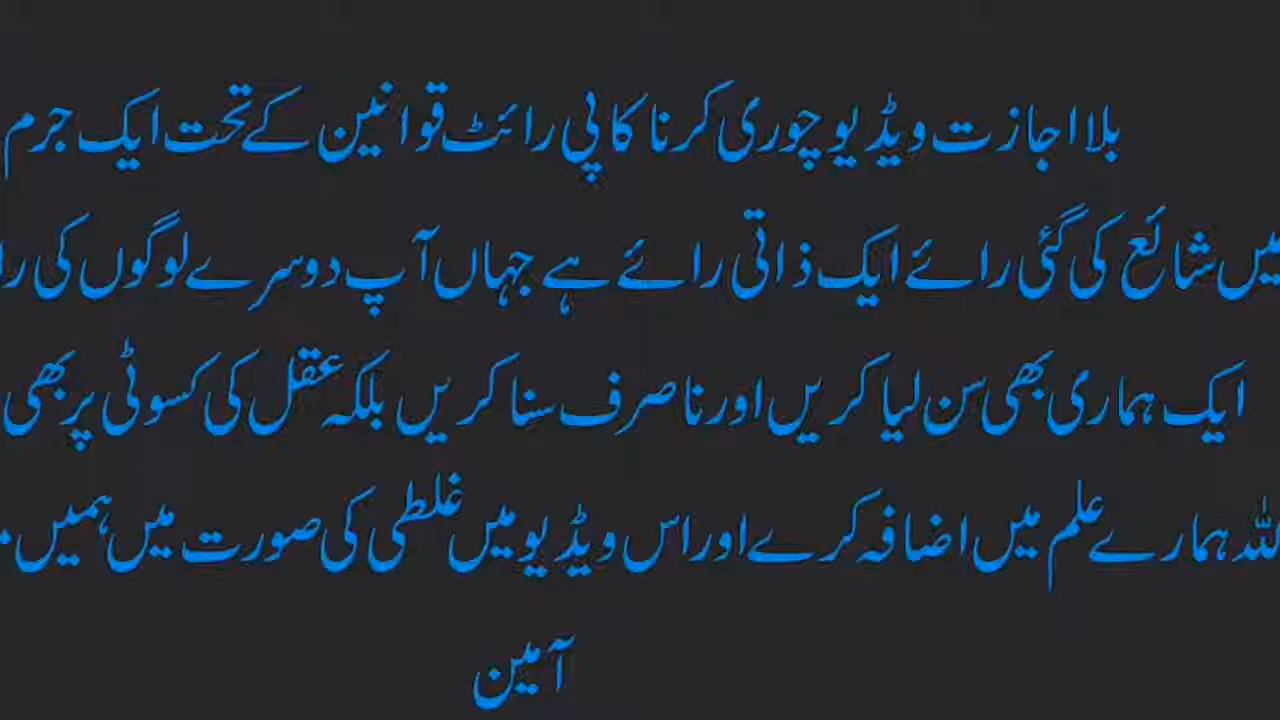 بلا اجازت ویڈیو چوری کرنا کاپی رائٹ قوانین کے تحت ایک جرم
میں شائع کی گئی رائے ایک ذاتی رائے ہے جہاں آپ دوسرے لوگوں کی را
ایک ہماری بھی سن لیا کریں اور نا صرف سنا کریں بلکہ عقل کی کسوٹی پر بھی
للہ ہمارے علم میں اضافہ کرے اور اس ویڈیو میں غلطی کی صورت میں ہمیں
آمین